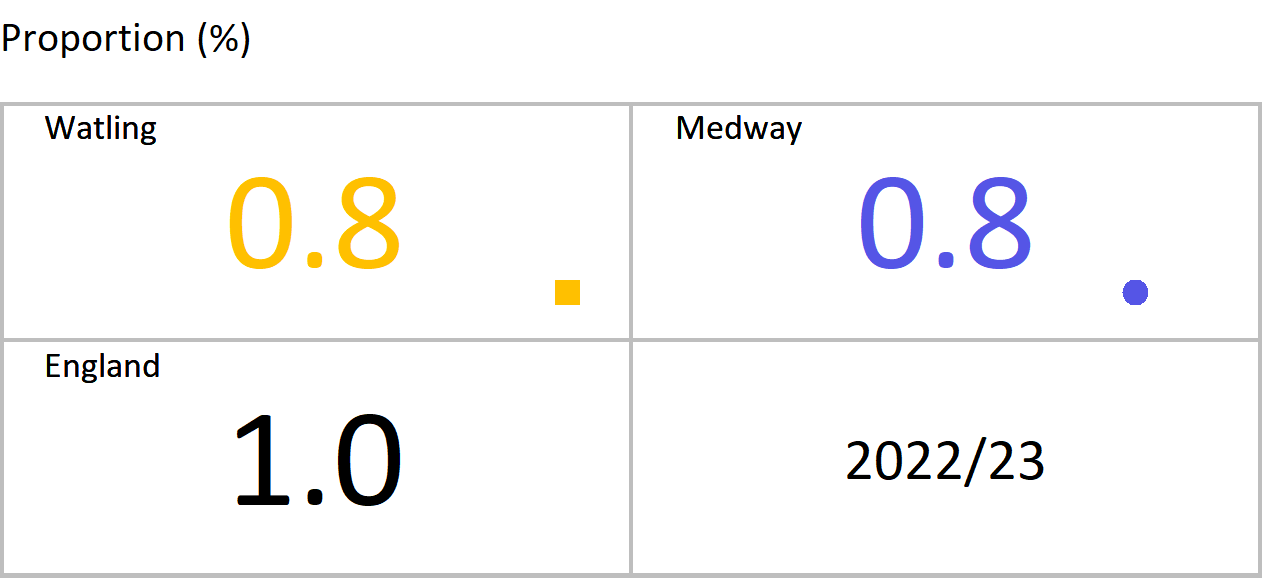 Proportion (%)
Watling
0.8
Medway
0.8
England
1.0
2022/23